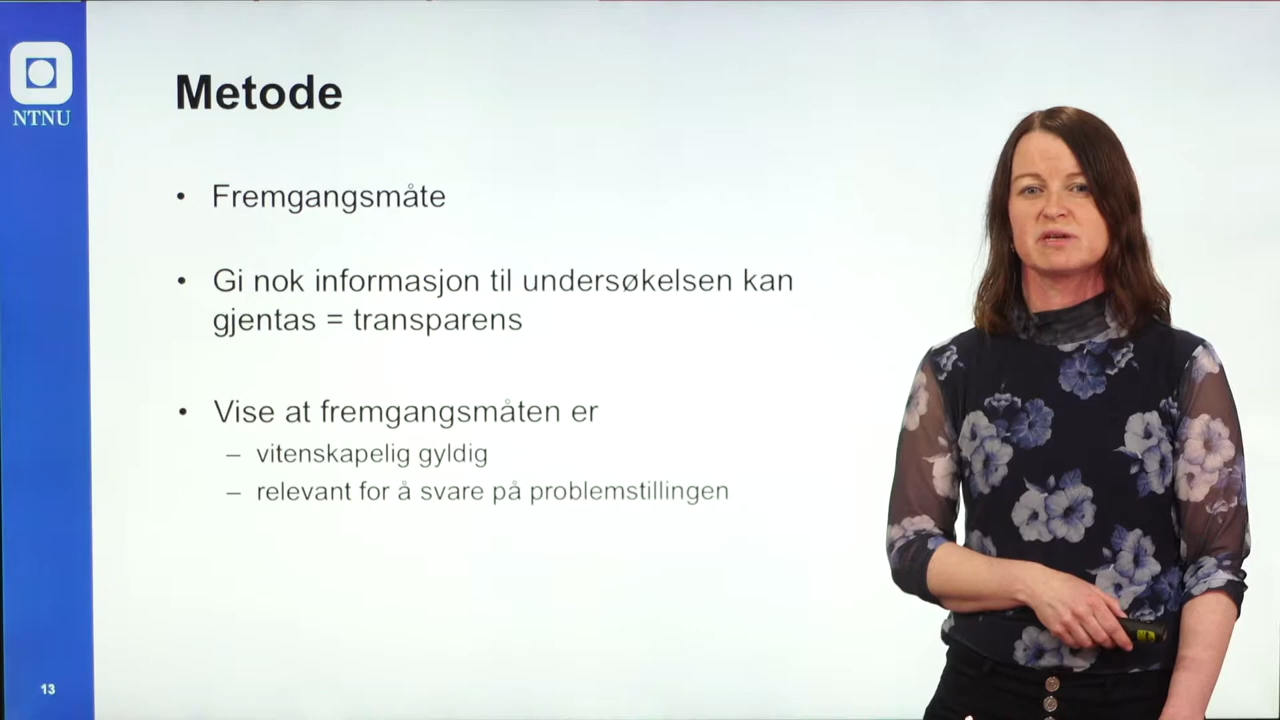 NTNU
Metode
• Fremgangsmåte
• Gi nok informasjon til undersøkelsen kan
gjentas = transparens
• Vise at fremgangsmåten er
– vitenskapelig gyldig
– relevant for å svare på problemstillingen
13